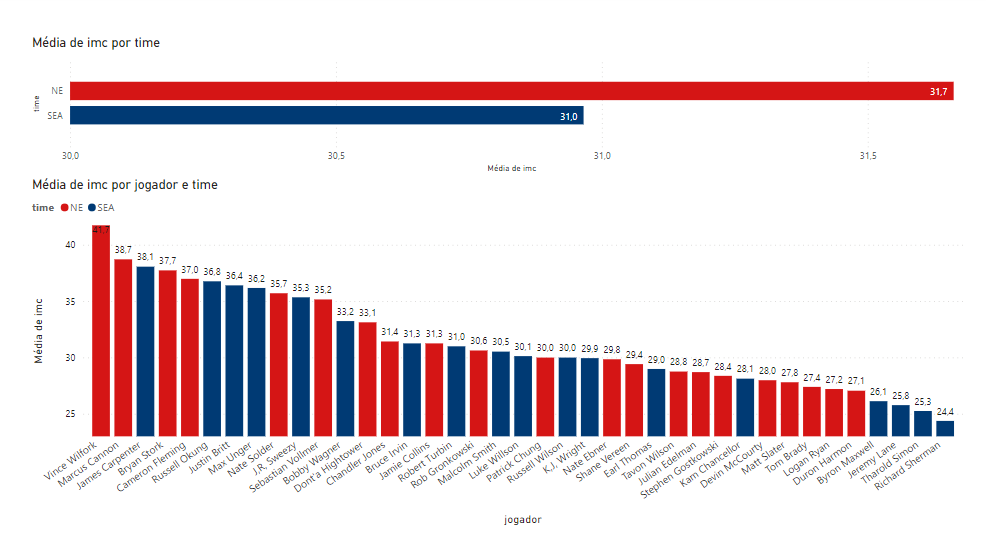 Média de imc por time
time
NE
31,7
SEA
31,0
30,0 30,5 31,0 31,5
Média de imc
Média de imc por jogador e time
time NE SEA
Média de imc
40
35
30
25
41,7 38,7 38,1 37,7 37,0 36,8 36,4 36,2 35,7 35,3 35,2 33,2 33,1 31,4 31,3 31,3 31,0 30,6 30,5 30,1 30,0 30,0 29,9 29,8 29,4 29,0 28,8 28,7 28,4 28,1 28,0 27,8 27,4 27,2 27,1 26,1 25,8 25,3 24,4
Vince Wilfork
Marcus Cannon
James Carpenter
Bryan Stork
Cameron Fleming
Russell Okung
Justin Britt
Max Unger
Nate Solder
J.R. Sweezy
Sebastian Vollmer
Bobby Wagner
Dont'a Hightower
Chandler Jones
Bruce Irvin
Jamie Collins
Robert Turbin
Rob Gronkowski
Malcolm Smith
Luke Willson
Patrick Chung
Russell Wilson
K.J. Wright
Nate Ebner
Shane Vereen
Earl Thomas
Tavon Wilson
Julian Edelman
Stephen Gostkowski
Kam Chancellor
Devin McCourty
Matt Slater
Tom Brady
Logan Ryan
Duron Harmon
Byron Maxwell
Jeremy Lane
Tharold Simon
Richard Sherman
jogador